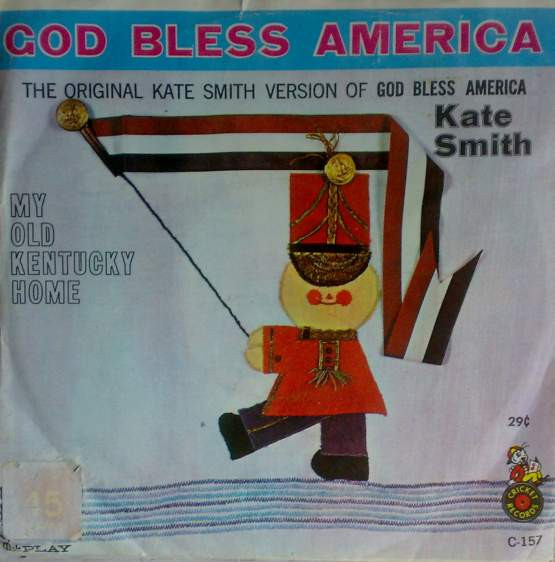 GOD BLESS AMERICA
THE ORIGINAL KATE SMITH VERSION OF GOD BLESS AMERICA
Kate
Smith
MY
OLD
KENTUCKY
HOME
29¢
CRICKET
RECORDS
45
PLAY
C-157